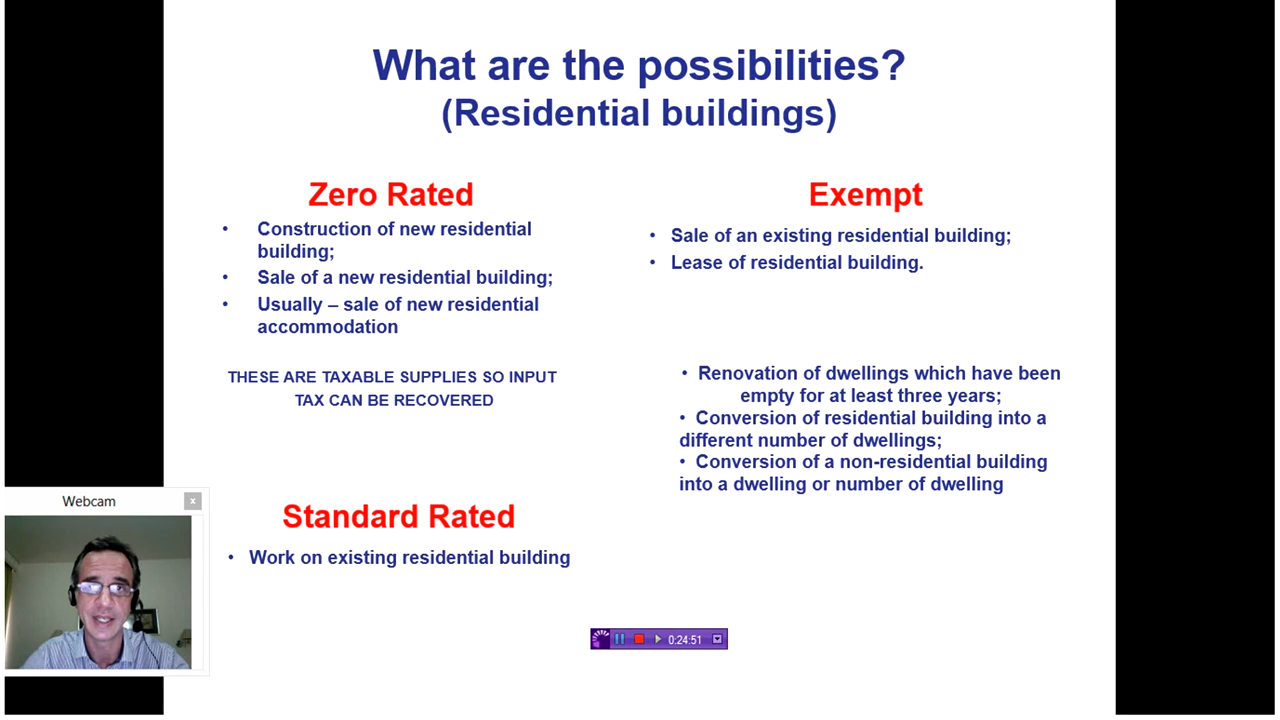 What are the possibilities?
(Residential buildings)
Zero Rated
• Construction of new residential
building;
• Sale of a new residential building;
• Usually – sale of new residential
accommodation
THESE ARE TAXABLE SUPPLIES SO INPUT
TAX CAN BE RECOVERED
Exempt
• Sale of an existing residential building;
• Lease of residential building.
• Renovation of dwellings which have been
empty for at least three years;
• Conversion of residential building into a
different number of dwellings;
• Conversion of a non-residential building
into a dwelling or number of dwelling
Webcam
x
Standard Rated
• Work on existing residential building
0:24:51